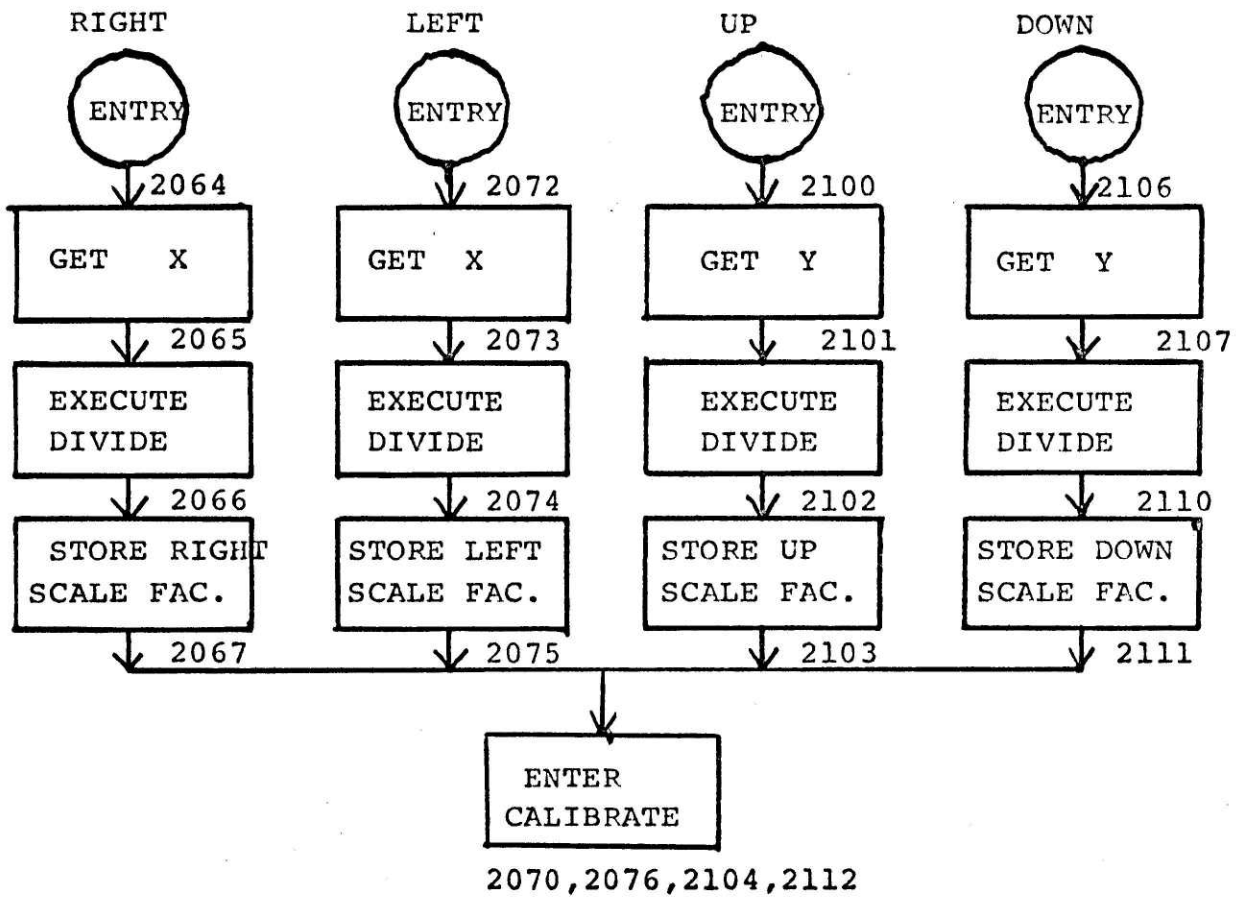 RIGHT LEFT UP DOWN
ENTRY ENTRY ENTRY ENTRY
2064 2072 2100 2106
GET X GET X GET Y GET Y
2065 2073 2101 2107
EXECUTE EXECUTE EXECUTE EXECUTE
DIVIDE DIVIDE DIVIDE DIVIDE
2066 2074 2102 2110
STORE RIGHT STORE LEFT STORE UP STORE DOWN
SCALE FAC. SCALE FAC. SCALE FAC. SCALE FAC.
2067 2075 2103 2111
ENTER
CALIBRATE
2070,2076,2104,2112